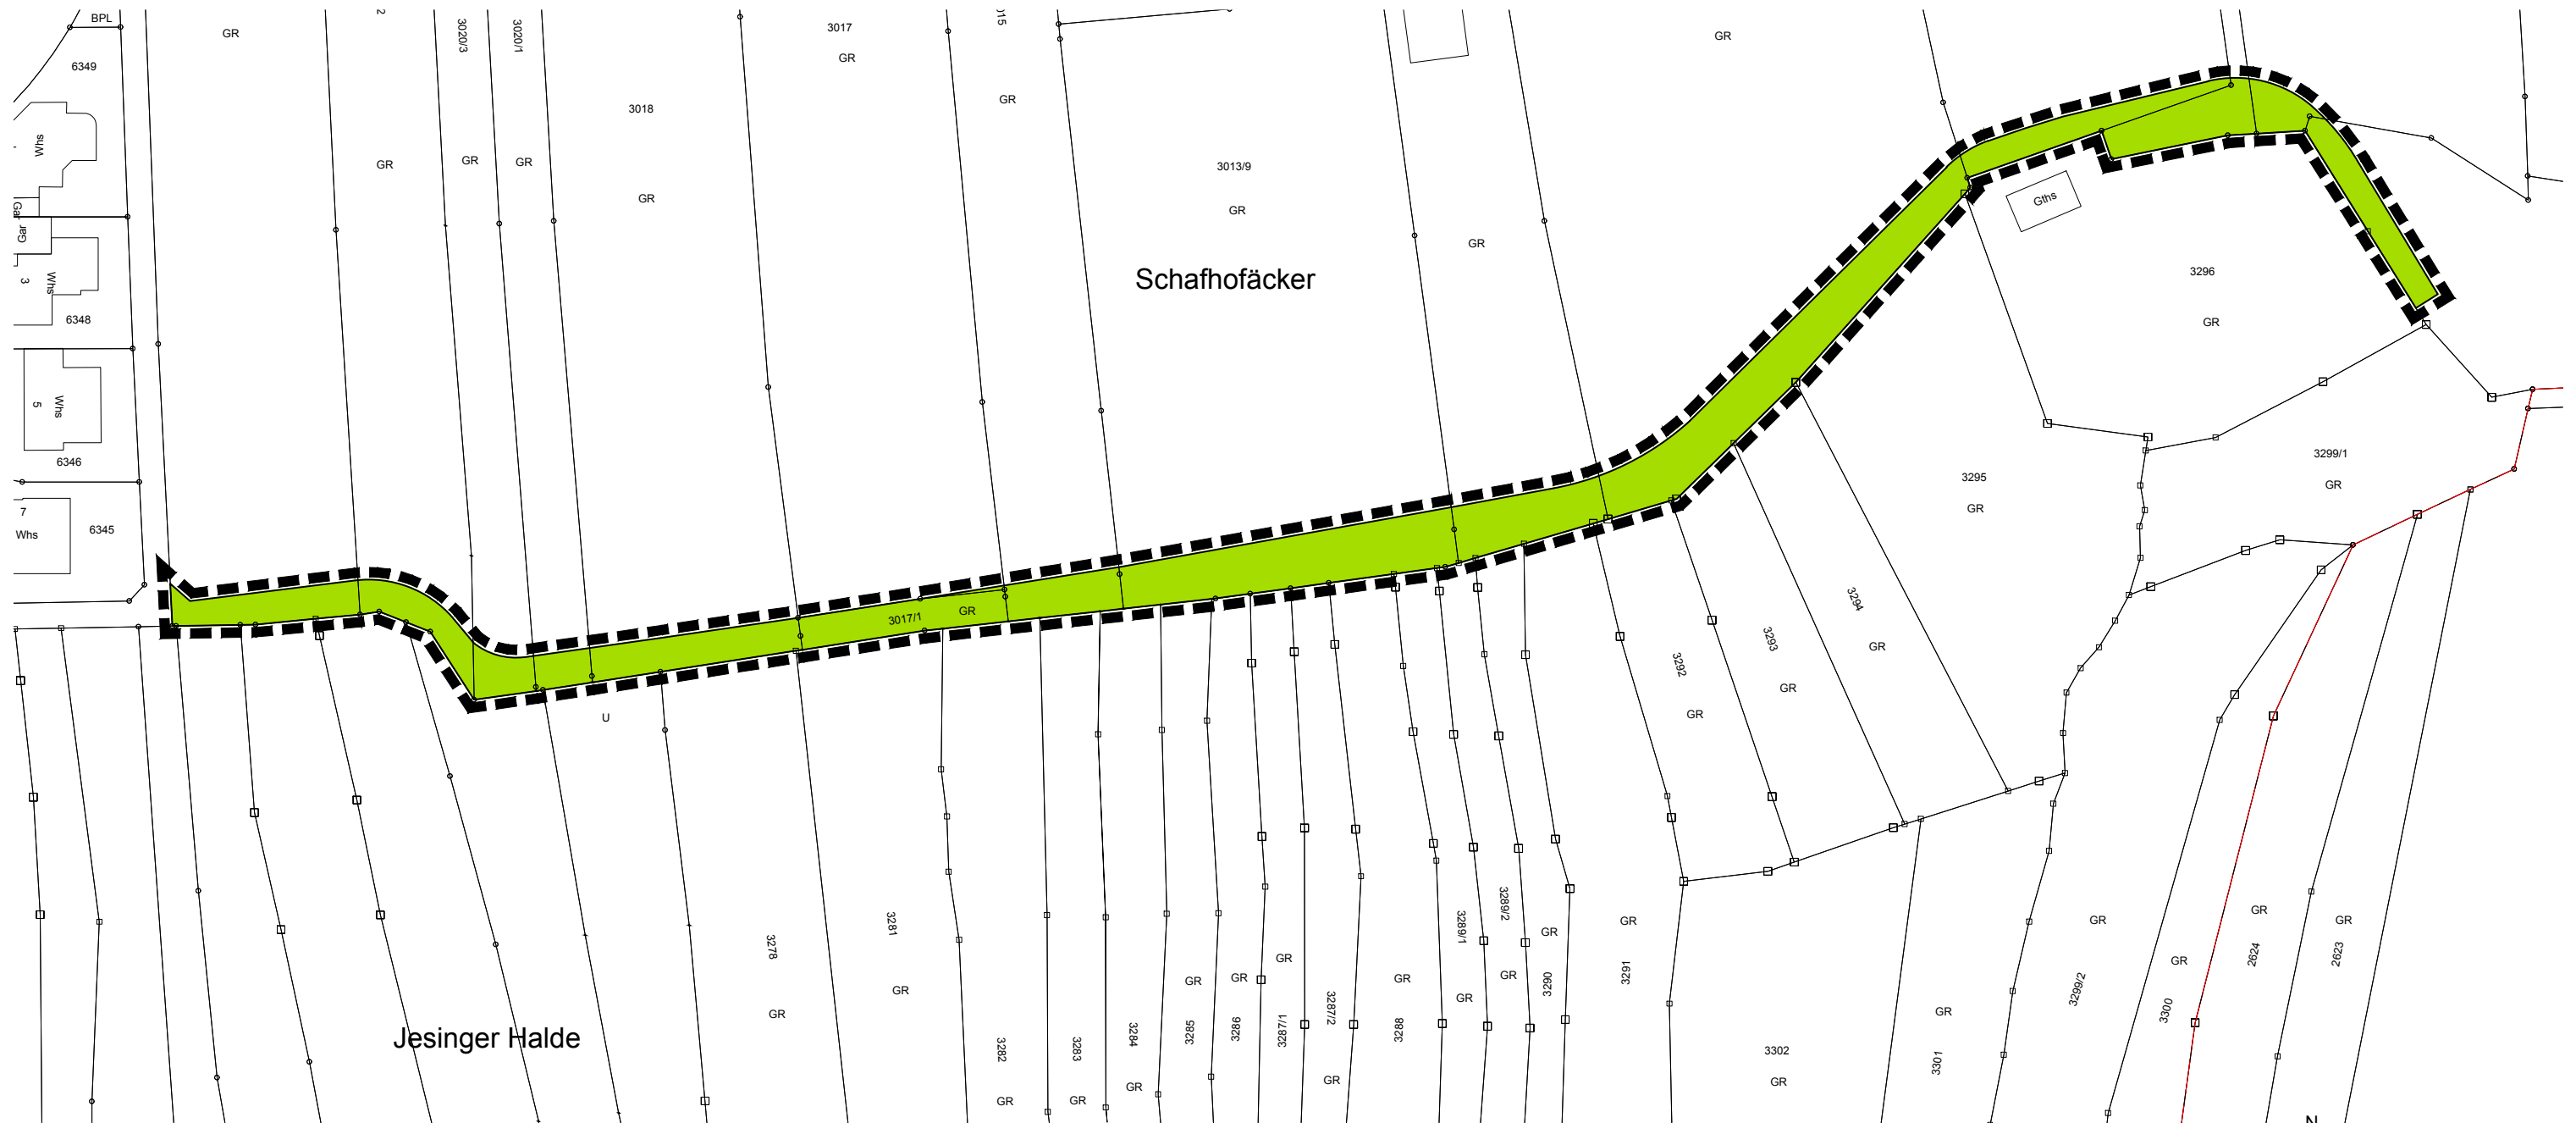 BPL
6349
Whs
Gar
Gar
3
Whs
6348
5
Whs
6346
7
Whs
6345
GR
2
GR
3020/3
GR
3020/1
GR
3018
GR
3017
GR
GR
3013/9
GR
Schafhofäcker
GR
GR
Gths
3296
GR
3299/1
GR
3295
GR
3294
GR
3293
GR
3292
GR
3017/1
GR
U
Jesinger Halde
3278
GR
3281
GR
3282
GR
3283
GR
3284
GR
GR
3285
GR
3286
GR
3287/1
3287/2
GR
GR
3288
3289/1
GR
3289/2
GR
GR
3290
GR
3291
3302
GR
GR
3301
GR
3299/2
GR
3300
GR
2624
GR
2623